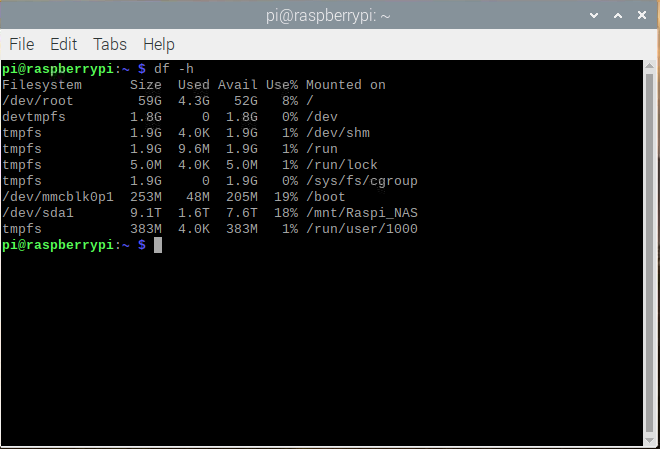 pi@raspberrypi: ~
File Edit Tabs Help
pi@raspberrypi:~ $ df -h
Filesystem      Size  Used Avail Use% Mounted on
/dev/root        59G  4.3G   52G   8% /
devtmpfs        1.8G     0  1.8G   0% /dev
tmpfs           1.9G  4.0K  1.9G   1% /dev/shm
tmpfs           1.9G  9.6M  1.9G   1% /run
tmpfs           5.0M  4.0K  5.0M   1% /run/lock
tmpfs           1.9G     0  1.9G   0% /sys/fs/cgroup
/dev/mmcblk0p1  253M   48M  205M  19% /boot
/dev/sda1       9.1T  1.6T  7.6T  18% /mnt/Raspi_NAS
tmpfs           383M  4.0K  383M   1% /run/user/1000
pi@raspberrypi:~ $